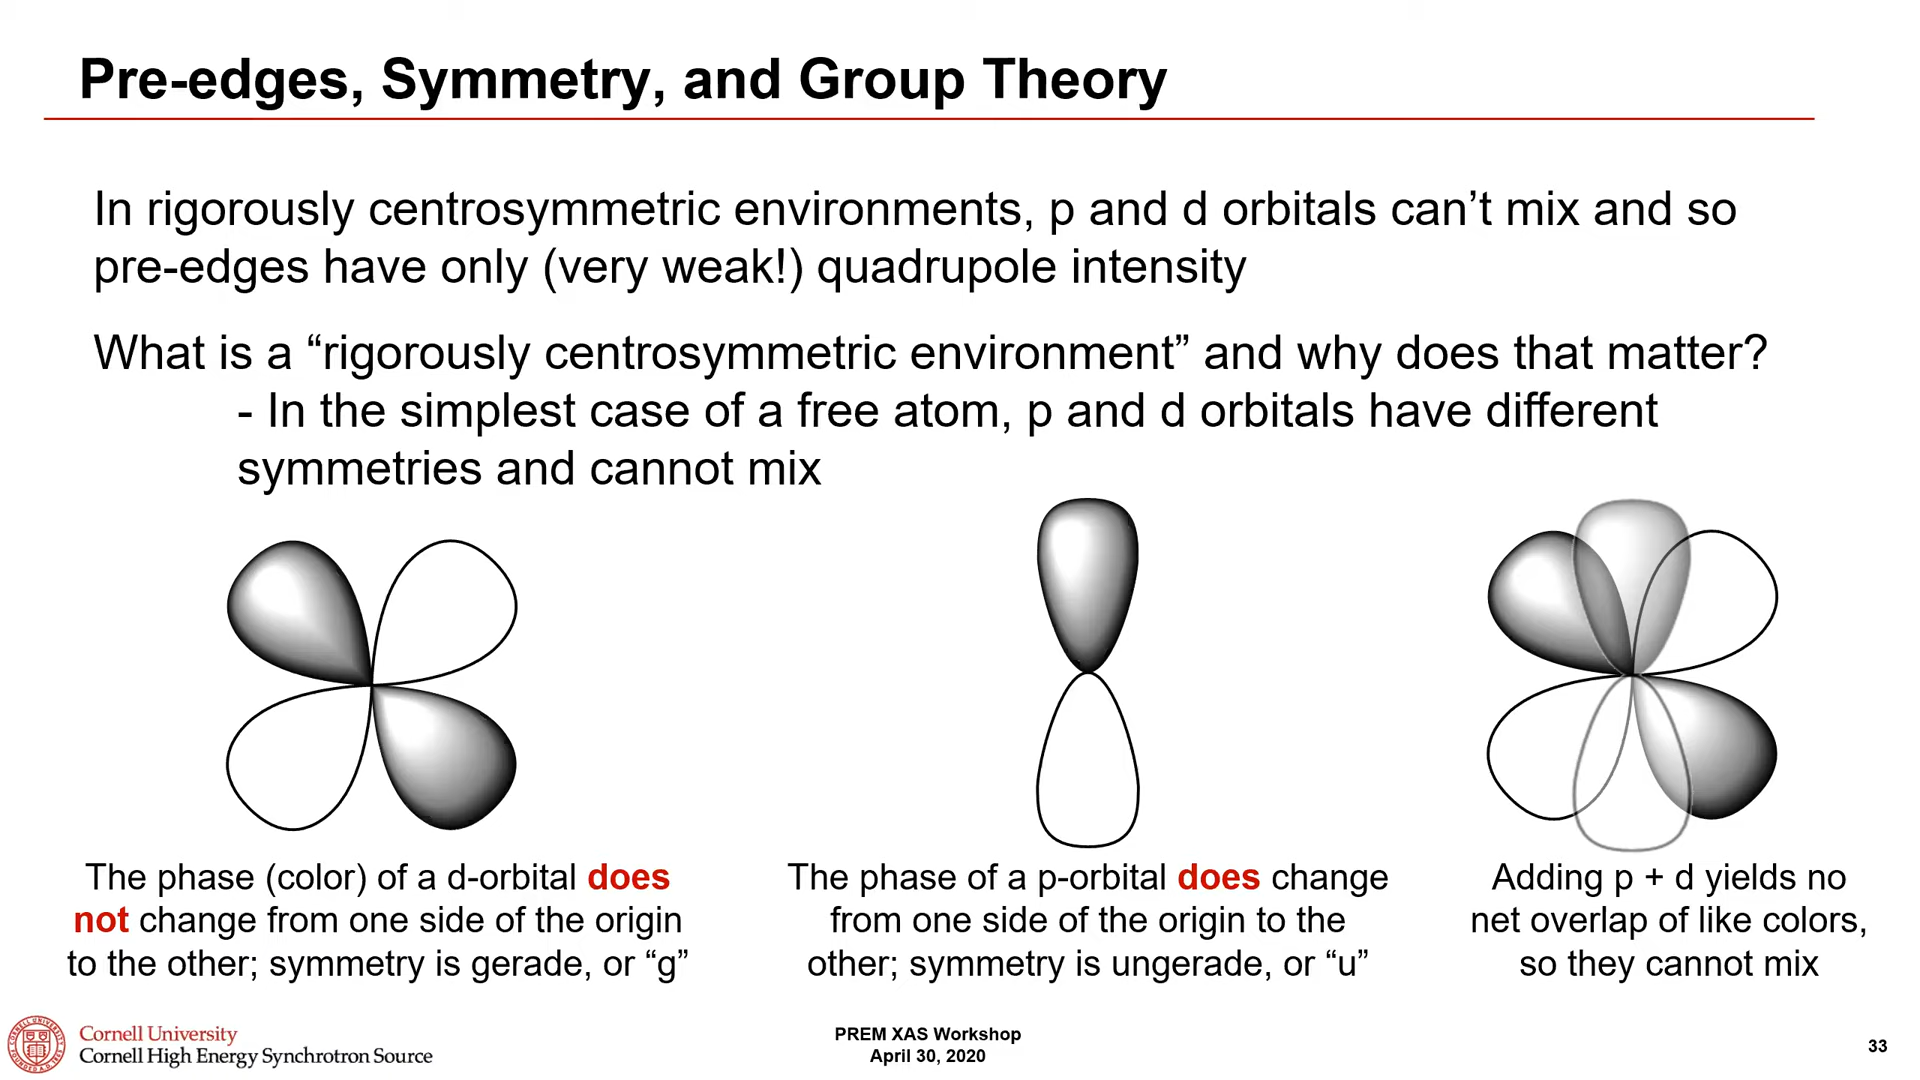 Pre-edges, Symmetry, and Group Theory
In rigorously centrosymmetric environments, p and d orbitals can’t mix and so
pre-edges have only (very weak!) quadrupole intensity
What is a “rigorously centrosymmetric environment” and why does that matter?
- In the simplest case of a free atom, p and d orbitals have different
symmetries and cannot mix
The phase (color) of a d-orbital does
not change from one side of the origin
to the other; symmetry is gerade, or “g”
The phase of a p-orbital does change
from one side of the origin to the
other; symmetry is ungerade, or “u”
Adding p + d yields no
net overlap of like colors,
so they cannot mix
Cornell University
Cornell High Energy Synchrotron Source
PREM XAS Workshop
April 30, 2020
33